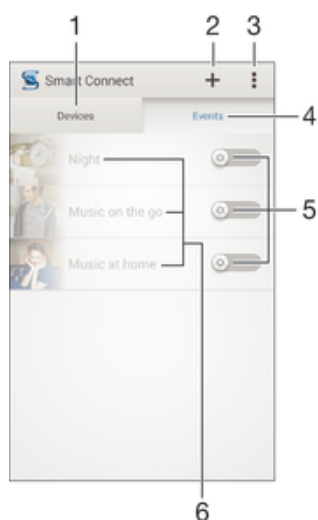 1 2 3
Smart Connect
Devices Events 4
Night
Music on the go 5
Music at home
6